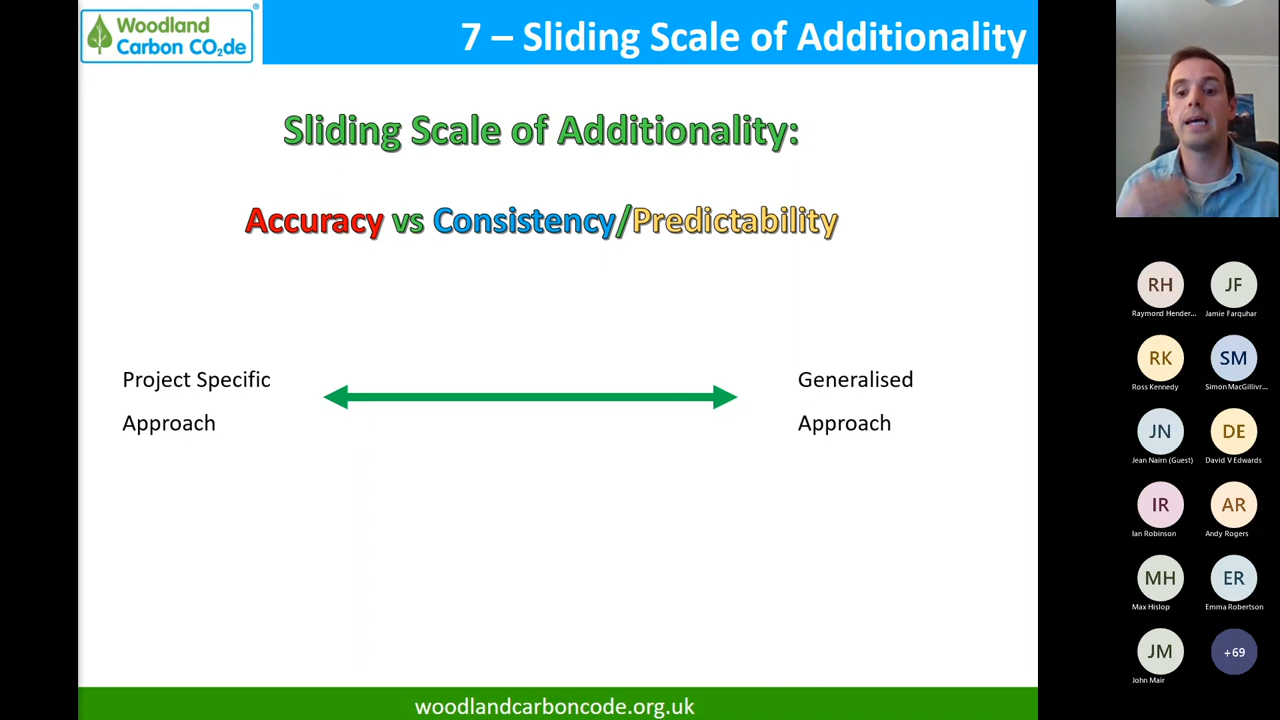 Woodland
Carbon CO₂de
®
7 – Sliding Scale of Additionality
Sliding Scale of Additionality:
Accuracy vs Consistency/Predictability
Project Specific
Approach
Generalised
Approach
woodlandcarboncode.org.uk
RH
JF
Raymond Hender...
Jamie Farquhar
RK
SM
Ross Kennedy
Simon MacGillivr...
JN
DE
Jean Nairn (Guest)
David V Edwards
IR
AR
Ian Robinson
Andy Rogers
MH
ER
Max Hislop
Emma Robertson
JM
+69
John Mair